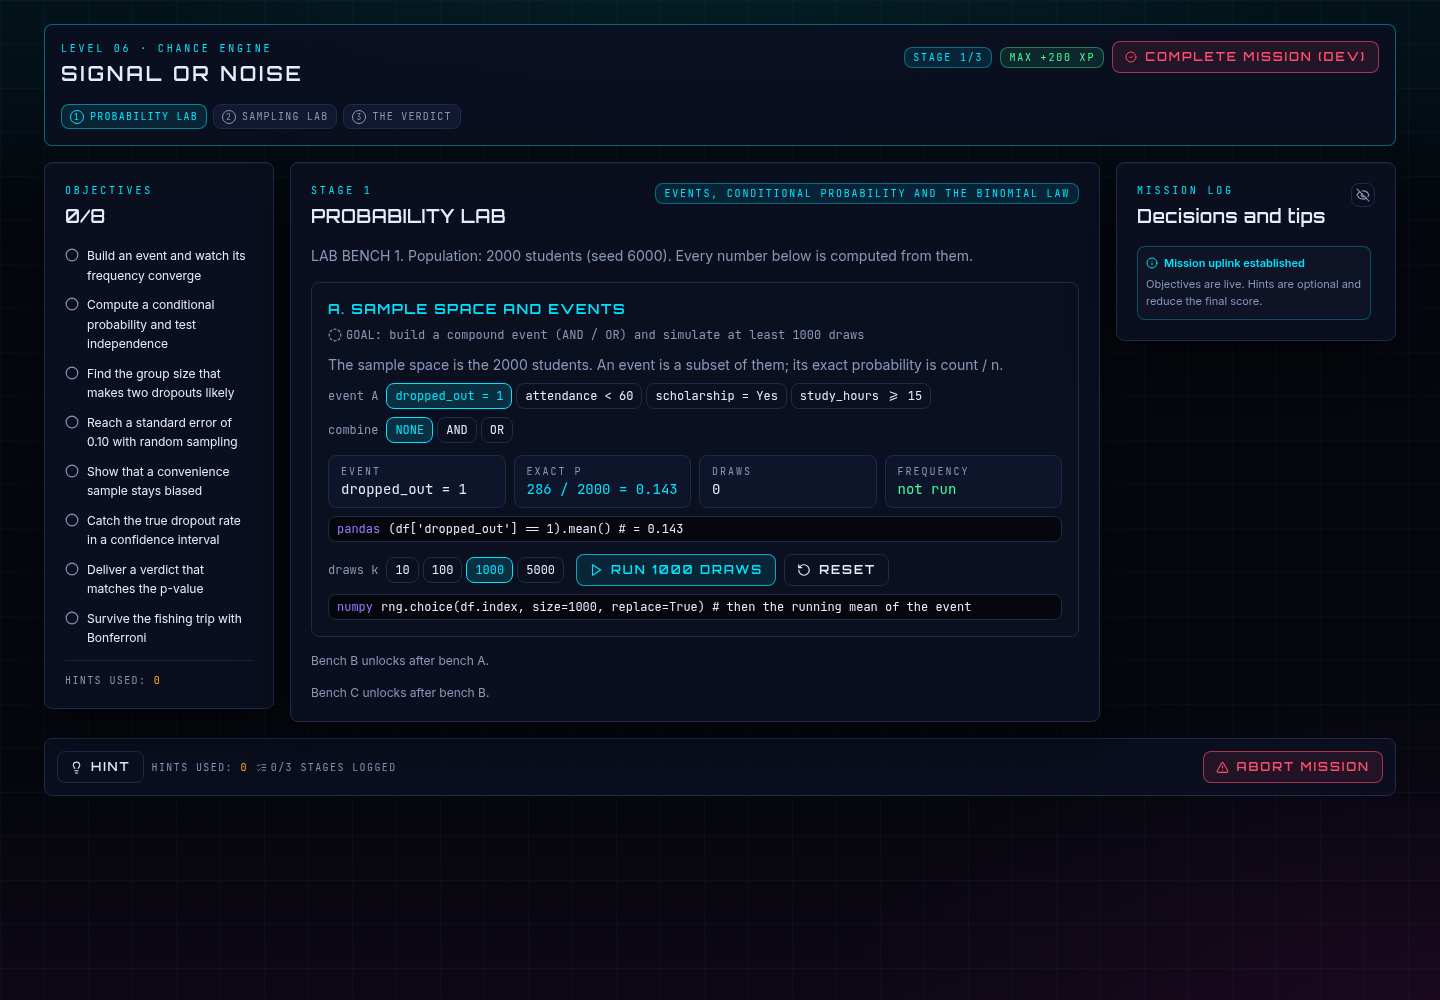 LEVEL 06 · CHANCE ENGINE
SIGNAL OR NOISE
STAGE 1/3
MAX +200 XP
COMPLETE MISSION (DEV)
1 PROBABILITY LAB
2 SAMPLING LAB
3 THE VERDICT
OBJECTIVES
0/8
Build an event and watch its
frequency converge
Compute a conditional
probability and test
independence
Find the group size that
makes two dropouts likely
Reach a standard error of
0.10 with random sampling
Show that a convenience
sample stays biased
Catch the true dropout rate
in a confidence interval
Deliver a verdict that
matches the p-value
Survive the fishing trip with
Bonferroni
HINTS USED: 0
STAGE 1
EVENTS, CONDITIONAL PROBABILITY AND THE BINOMIAL LAW
PROBABILITY LAB
LAB BENCH 1. Population: 2000 students (seed 6000). Every number below is computed from them.
A. SAMPLE SPACE AND EVENTS
GOAL: build a compound event (AND / OR) and simulate at least 1000 draws
The sample space is the 2000 students. An event is a subset of them; its exact probability is count / n.
event A dropped_out = 1 attendance < 60 scholarship = Yes study_hours ⩾ 15
combine NONE AND OR
EVENT
dropped_out = 1
EXACT P
286 / 2000 = 0.143
DRAWS
0
FREQUENCY
not run
pandas (df['dropped_out'] == 1).mean() # = 0.143
draws k 10 100 1000 5000 RUN 1000 DRAWS RESET
numpy rng.choice(df.index, size=1000, replace=True) # then the running mean of the event
Bench B unlocks after bench A.
Bench C unlocks after bench B.
MISSION LOG
Decisions and tips
Mission uplink established
Objectives are live. Hints are optional and
reduce the final score.
HINT
HINTS USED: 0
0/3 STAGES LOGGED
ABORT MISSION